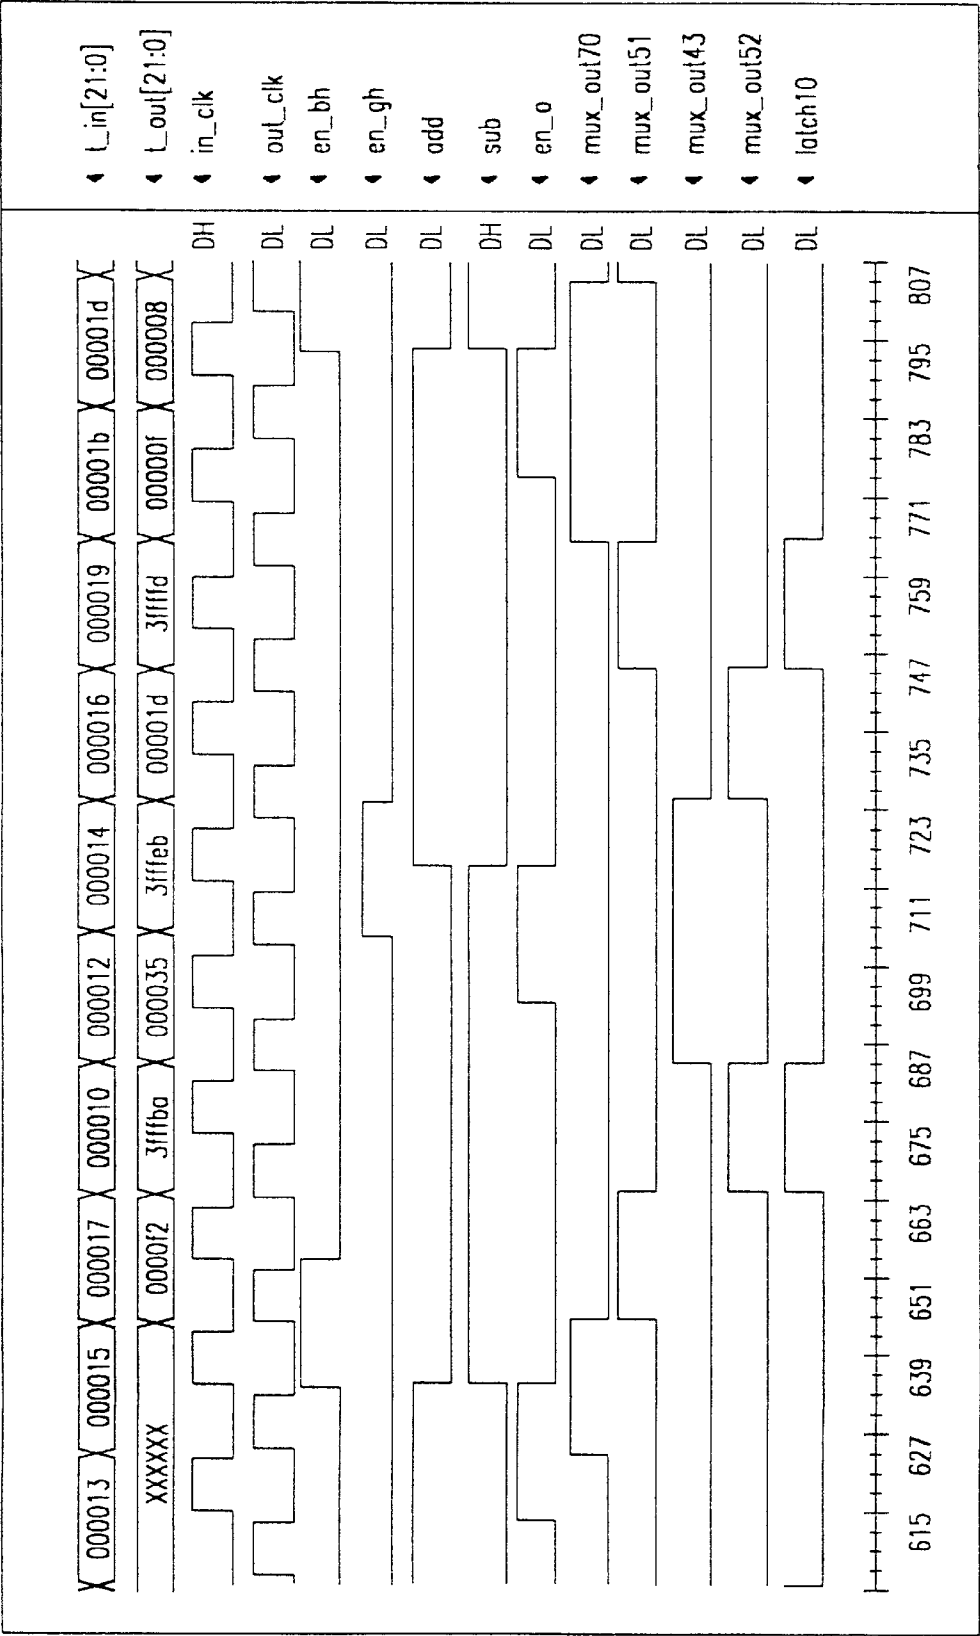 t_in[21:0]
000013 000015 000017 000010 000012 000014 000016 000019 00001b 00001d
t_out[21:0]
XXXXXX 0000f2 3fffba 000035 3fffeb 00001d 3ffffd 00000f 000008
in_clk DH
out_clk DL
en_bh DL
en_gh DL
add DL
sub DH
en_o DL
mux_out70 DL
mux_out51 DL
mux_out43 DL
mux_out52 DL
latch10 DL
615 627 639 651 663 675 687 699 711 723 735 747 759 771 783 795 807